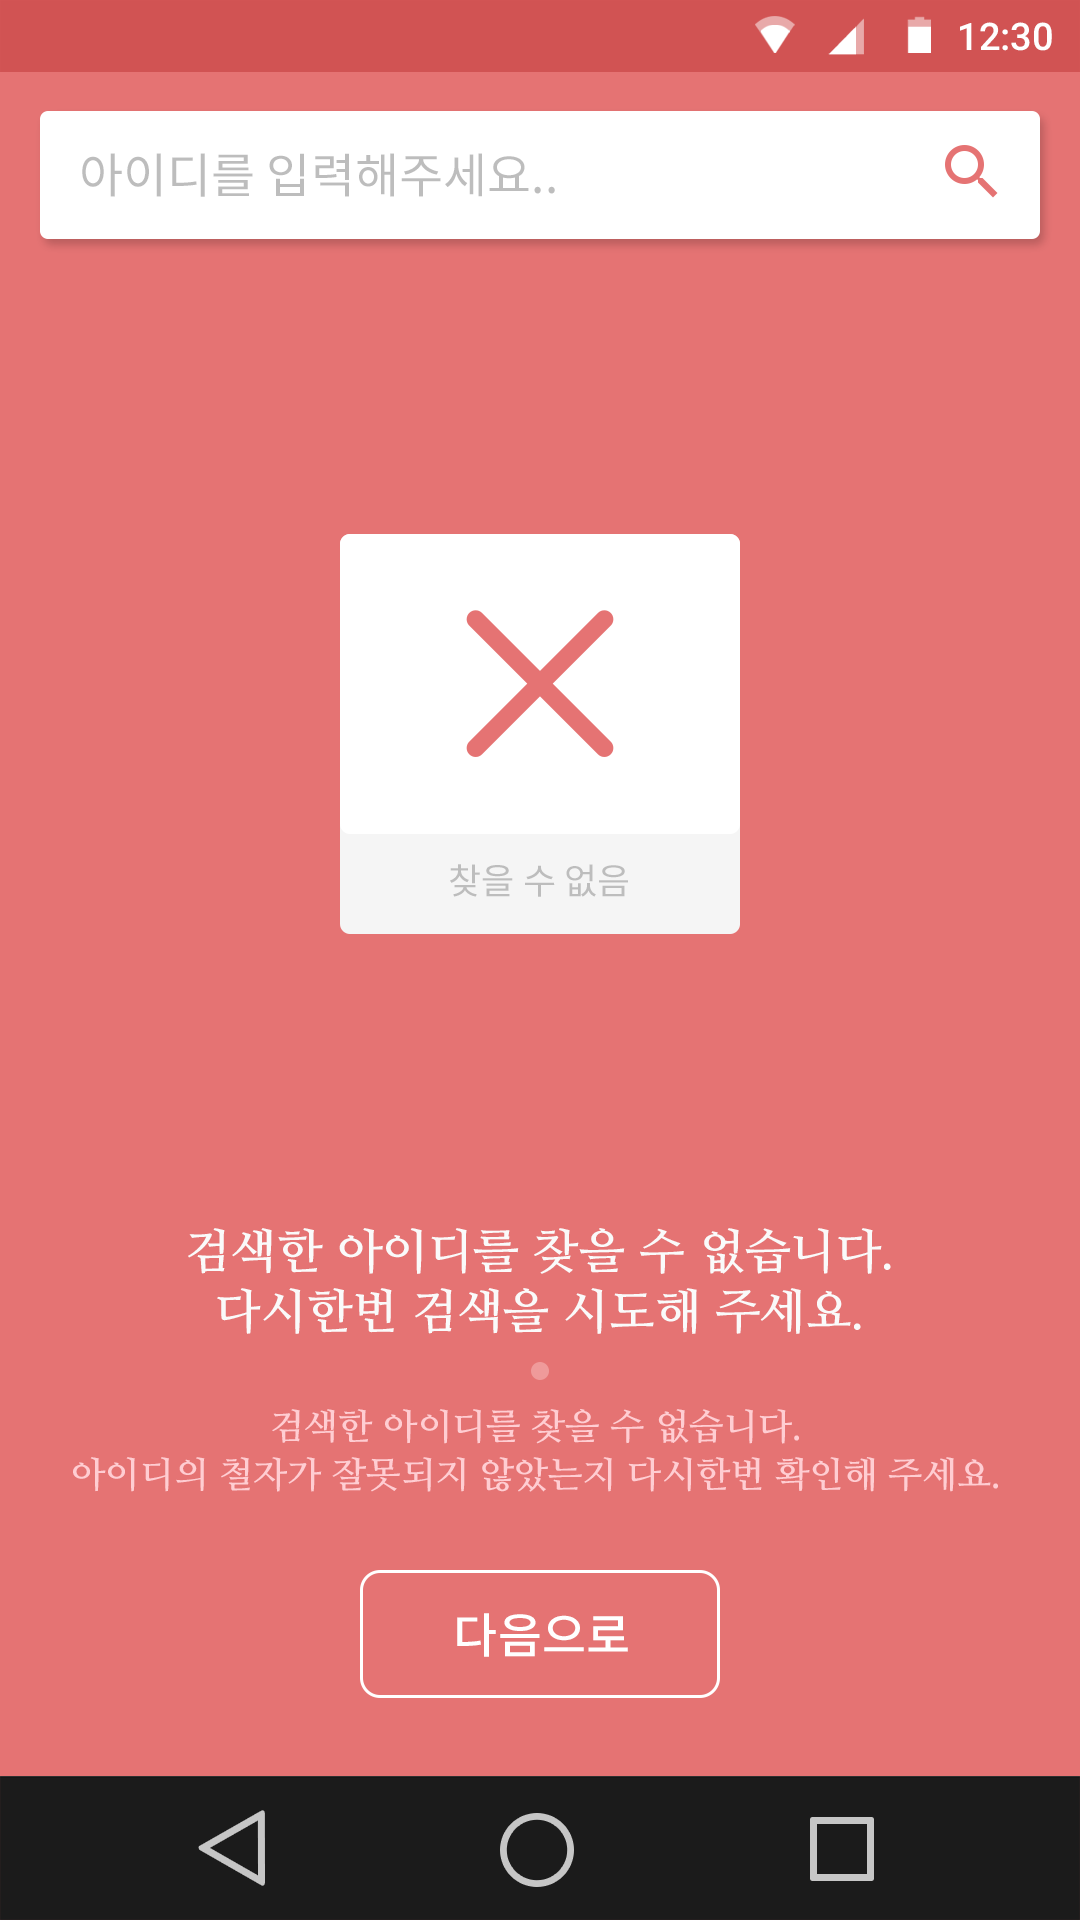 12:30
아이디를 입력해주세요..
찾을 수 없음
검색한 아이디를 찾을 수 없습니다.
다시한번 검색을 시도해 주세요.
검색한 아이디를 찾을 수 없습니다.
아이디의 철자가 잘못되지 않았는지 다시한번 확인해 주세요.
다음으로